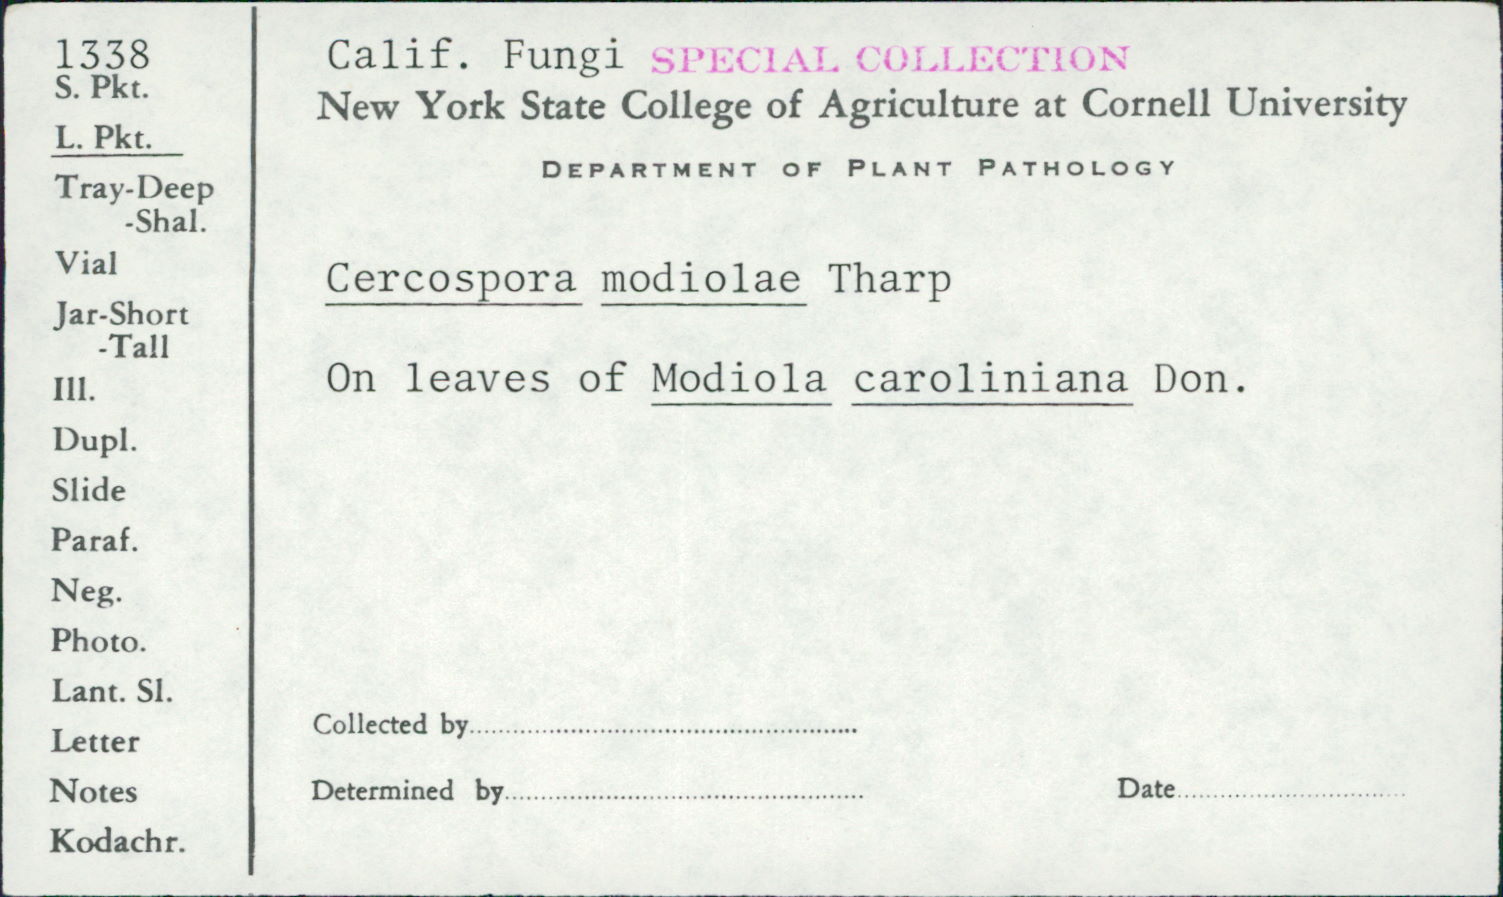 1338
S. Pkt.
L. Pkt.
Tray-Deep
-Shal.
Vial
Jar-Short
-Tall
Ill.
Dupl.
Slide
Paraf.
Neg.
Photo.
Lant. Sl.
Letter
Notes
Kodachr.
Calif. Fungi SPECIAL COLLECTION
New York State College of Agriculture at Cornell University
DEPARTMENT OF PLANT PATHOLOGY
Cercospora modiolae Tharp
On leaves of Modiola caroliniana Don.
Collected by
Determined by
Date